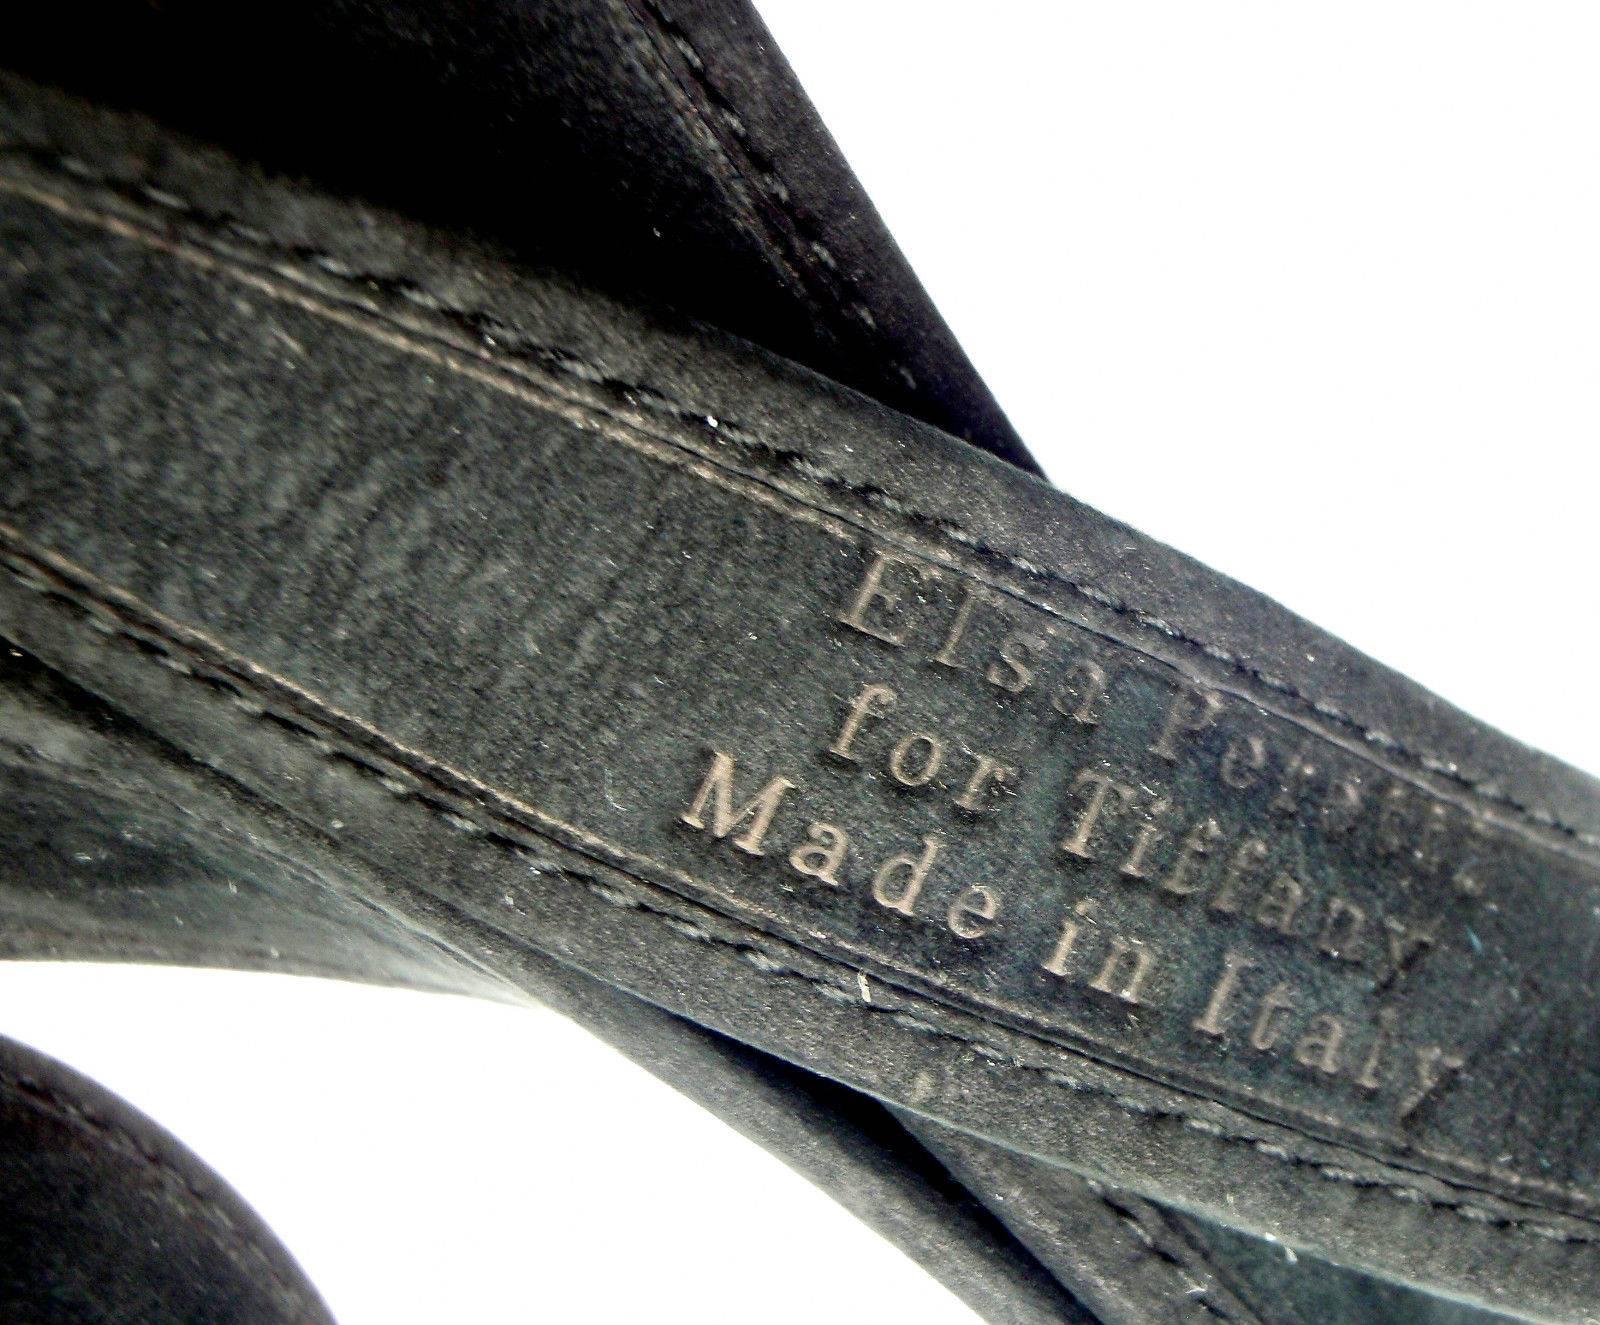 Elsa Peretti
for Tiffany
Made in Italy